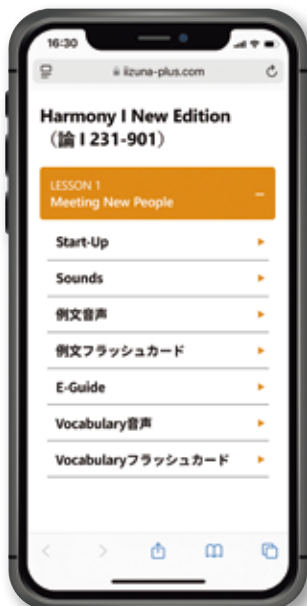 16:30
iizuna-plus.com
Harmony I New Edition
（論 I 231-901）
LESSON 1
Meeting New People
Start-Up
Sounds
例文音声
例文フラッシュカード
E-Guide
Vocabulary音声
Vocabularyフラッシュカード